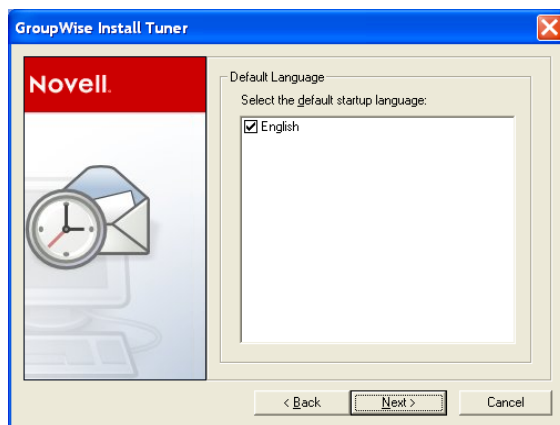 GroupWise Install Tuner
Novell.
Default Language
Select the default startup language:
English
< Back
Next >
Cancel